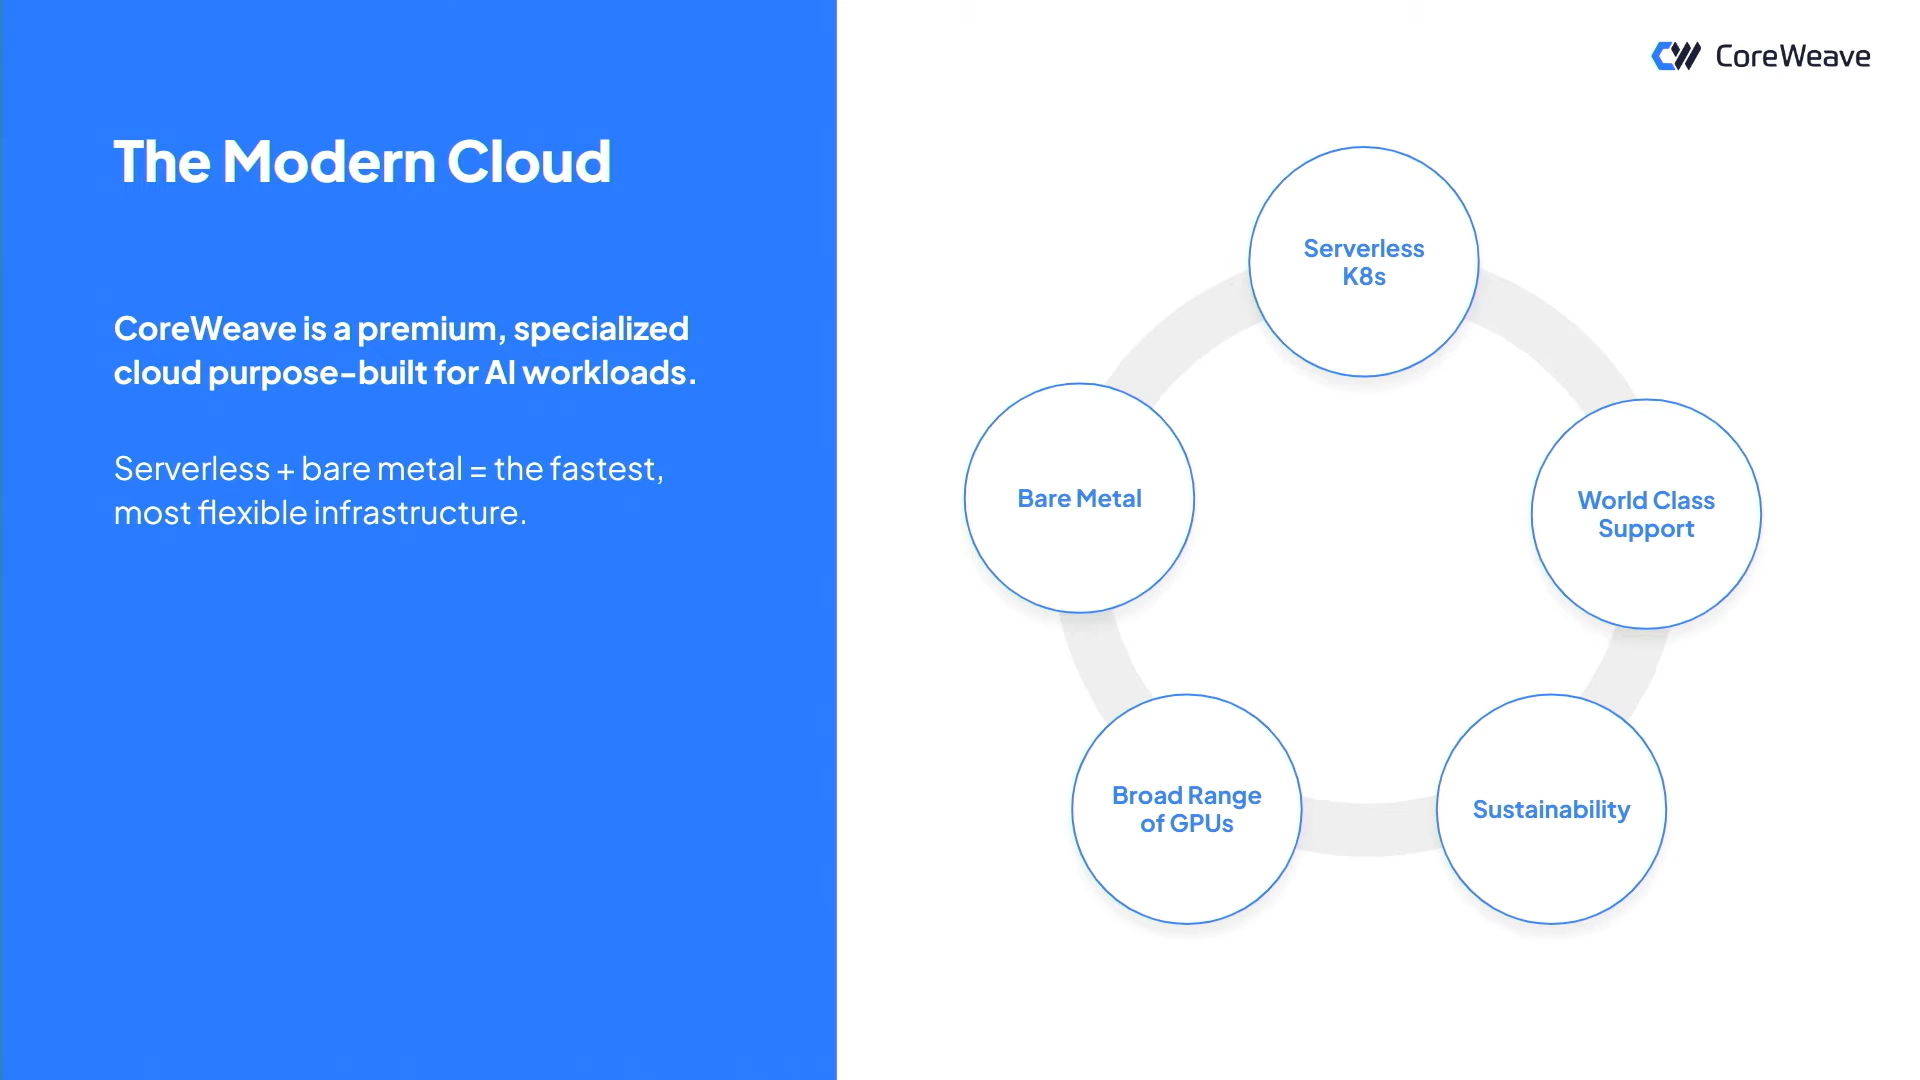 CoreWeave
The Modern Cloud
CoreWeave is a premium, specialized
cloud purpose-built for AI workloads.
Serverless + bare metal = the fastest,
most flexible infrastructure.
Serverless
K8s
Bare Metal
World Class
Support
Broad Range
of GPUs
Sustainability